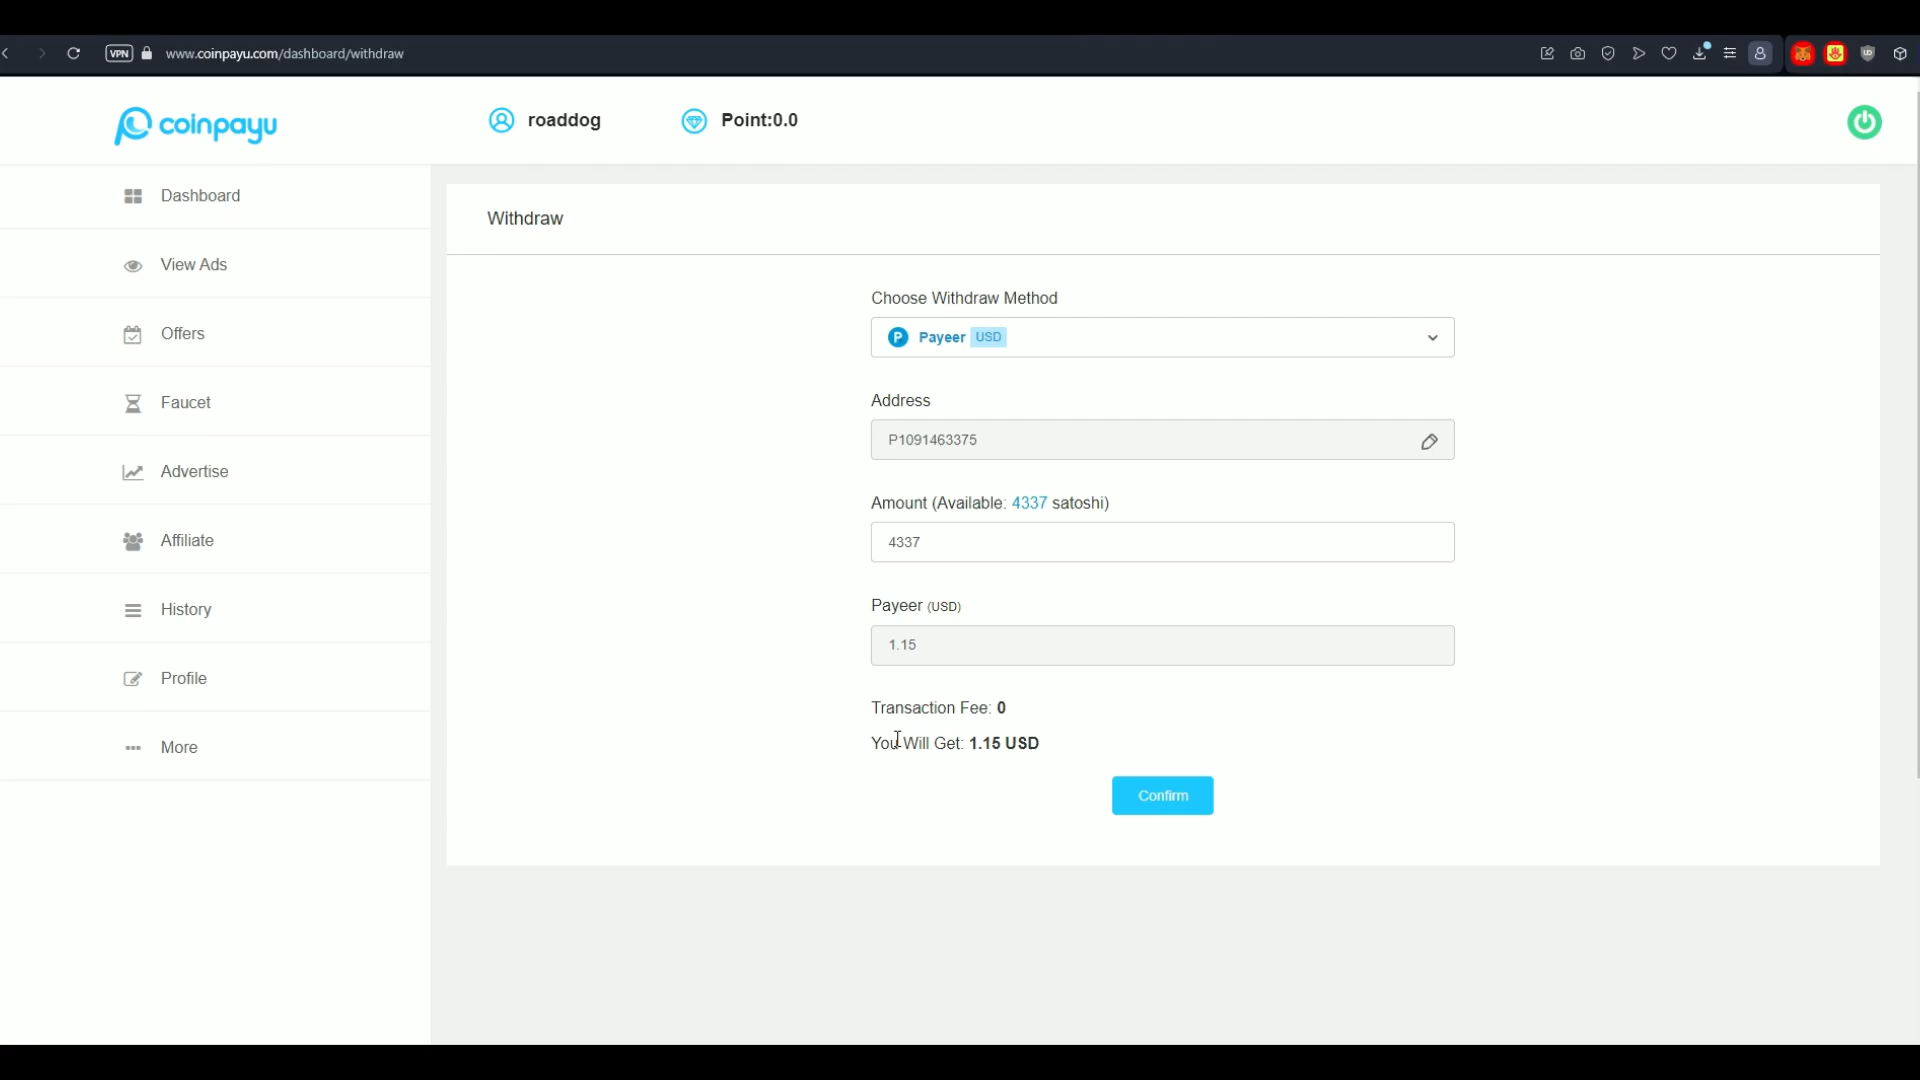 VPN www.coinpayu.com/dashboard/withdraw
coinpayu
roaddog
Point:0.0
Dashboard
View Ads
Offers
Faucet
Advertise
Affiliate
History
Profile
More
Withdraw
Choose Withdraw Method
P Payeer USD
Address
P1091463375
Amount (Available: 4337 satoshi)
4337
Payeer (USD)
1.15
Transaction Fee: 0
You Will Get: 1.15 USD
Confirm